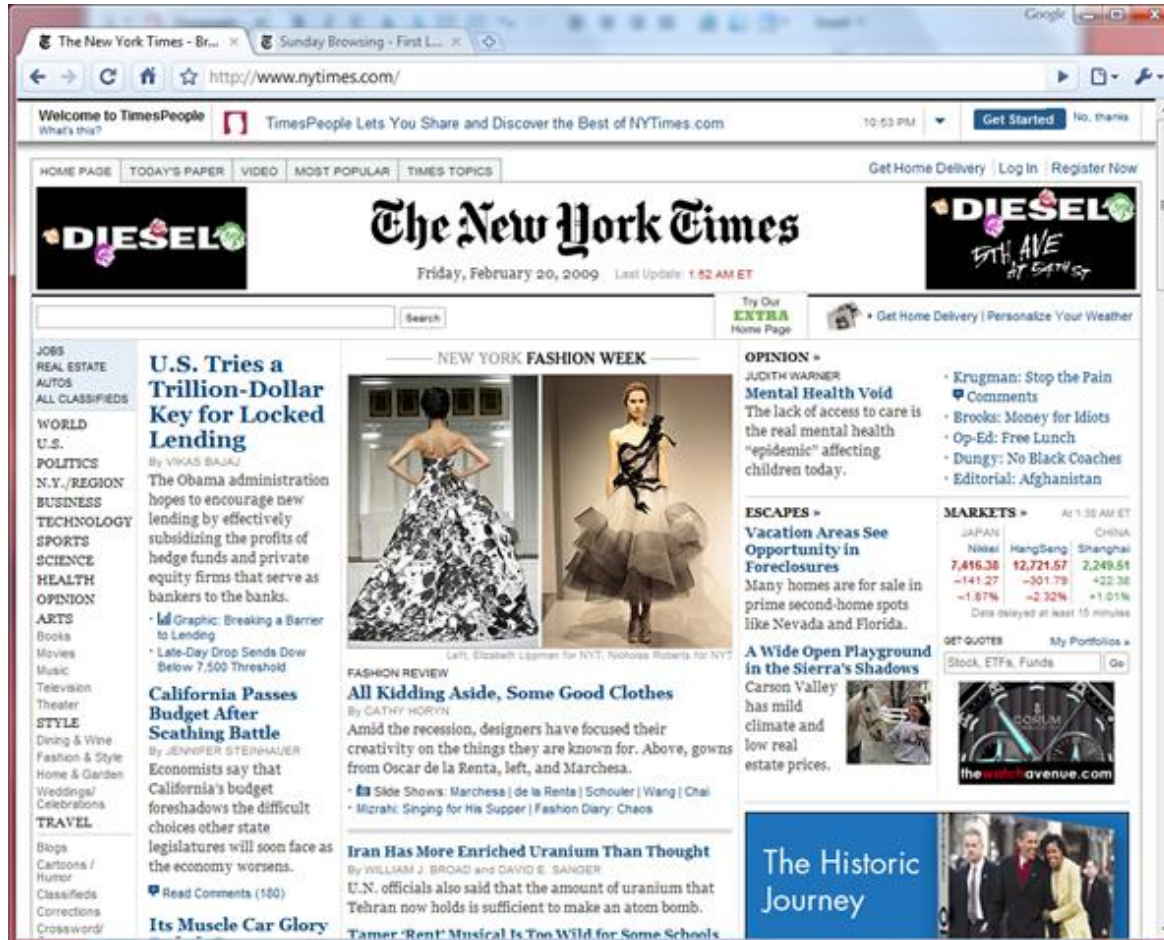 Google
The New York Times - Br...
Sunday Browsing - First L...
http://www.nytimes.com/
Welcome to TimesPeople
What's this?
TimesPeople Lets You Share and Discover the Best of NYTimes.com
10:53 PM
Get Started
No, thanks
HOME PAGE
TODAY'S PAPER
VIDEO
MOST POPULAR
TIMES TOPICS
Get Home Delivery
Log In
Register Now
DIESEL
The New York Times
Friday, February 20, 2009
Last Update: 1:52 AM ET
DIESEL
5TH AVE
AT 54TH ST
Search
Try Our
EXTRA
Home Page
Get Home Delivery | Personalize Your Weather
JOBS
REAL ESTATE
AUTOS
ALL CLASSIFIEDS
WORLD
U.S.
POLITICS
N.Y./REGION
BUSINESS
TECHNOLOGY
SPORTS
SCIENCE
HEALTH
OPINION
ARTS
Books
Movies
Music
Television
Theater
STYLE
Dining & Wine
Fashion & Style
Home & Garden
Weddings/
Celebrations
TRAVEL
Blogs
Cartoons /
Humor
Classifieds
Corrections
Crossword/
U.S. Tries a
Trillion-Dollar
Key for Locked
Lending
By VIKAS BAJAJ
The Obama administration
hopes to encourage new
lending by effectively
subsidizing the profits of
hedge funds and private
equity firms that serve as
bankers to the banks.
Graphic: Breaking a Barrier
to Lending
Late-Day Drop Sends Dow
Below 7,500 Threshold
California Passes
Budget After
Scathing Battle
By JENNIFER STEINHAUER
Economists say that
California's budget
foreshadows the difficult
choices other state
legislatures will soon face as
the economy worsens.
Read Comments (180)
Its Muscle Car Glory
NEW YORK FASHION WEEK
Left, Elizabeth Lippman for NYT; Nicholas Roberts for NYT
FASHION REVIEW
All Kidding Aside, Some Good Clothes
By CATHY HORYN
Amid the recession, designers have focused their
creativity on the things they are known for. Above, gowns
from Oscar de la Renta, left, and Marchesa.
Slide Shows: Marchesa | de la Renta | Schouler | Wang | Chai
Mizrahi: Singing for His Supper | Fashion Diary: Chaos
Iran Has More Enriched Uranium Than Thought
By WILLIAM J. BROAD and DAVID E. SANGER
U.N. officials also said that the amount of uranium that
Tehran now holds is sufficient to make an atom bomb.
Tamer 'Rent' Musical Is Too Wild for Some Schools
OPINION »
JUDITH WARNER
Mental Health Void
The lack of access to care is
the real mental health
"epidemic" affecting
children today.
Krugman: Stop the Pain
Comments
Brooks: Money for Idiots
Op-Ed: Free Lunch
Dungy: No Black Coaches
Editorial: Afghanistan
ESCAPES »
Vacation Areas See
Opportunity in
Foreclosures
Many homes are for sale in
prime second-home spots
like Nevada and Florida.
A Wide Open Playground
in the Sierra's Shadows
Carson Valley
has mild
climate and
low real
estate prices.
MARKETS »
At 1:35 AM ET
JAPAN
CHINA
Nikkei HangSeng Shanghai
7,416.38 12,721.57 2,249.51
-141.27 -301.79 +22.38
-1.87% -2.32% +1.01%
Data delayed at least 15 minutes
GET QUOTES
My Portfolios »
Stock, ETFs, Funds
Go
CORUM
thewatchavenue.com
The Historic
Journey